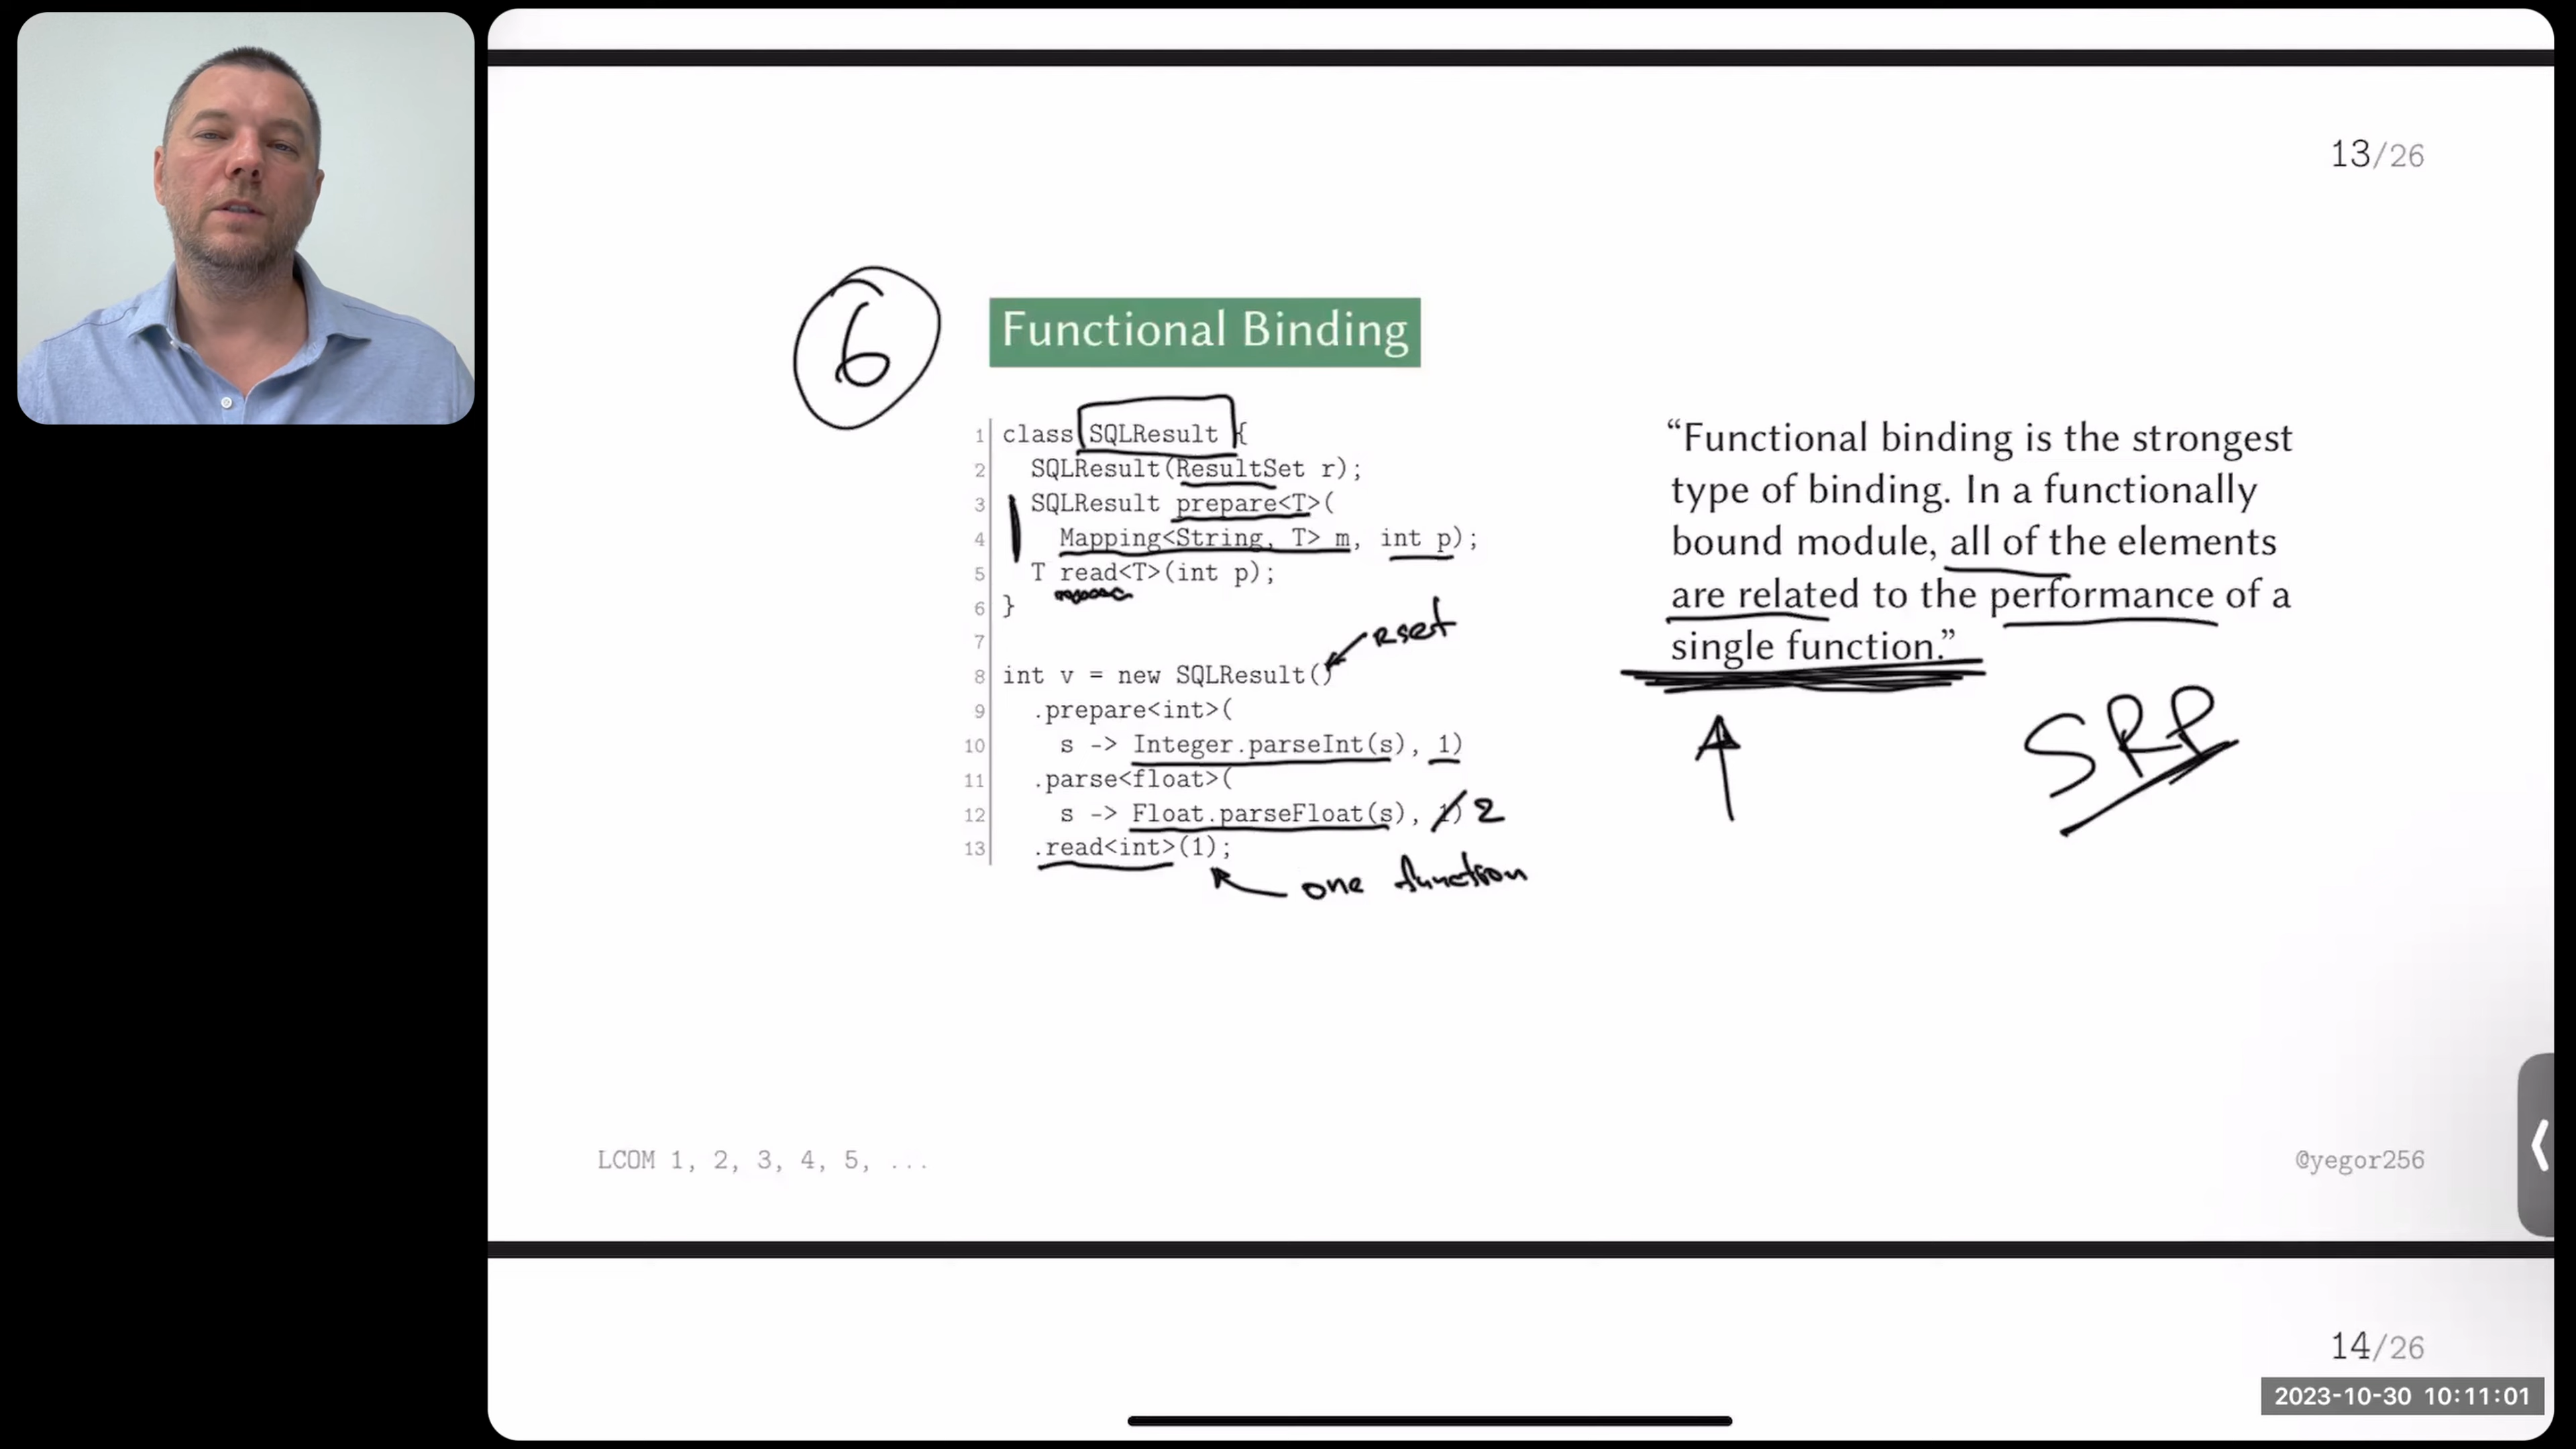 13/26
6
Functional Binding
1 class SQLResult {
2 SQLResult(ResultSet r);
3 SQLResult prepare<T>(
4 Mapping<String, T> m, int p);
5 T read<T>(int p);
6 }
7
8 int v = new SQLResult()
rset
9 .prepare<int>(
10 s -> Integer.parseInt(s), 1)
11 .parse<float>(
12 s -> Float.parseFloat(s), 1) 2
13 .read<int>(1);
one function
“Functional binding is the strongest
type of binding. In a functionally
bound module, all of the elements
are related to the performance of a
single function.”
SRP
LCOM 1, 2, 3, 4, 5, ...
@yegor256
14/26
2023-10-30 10:11:01